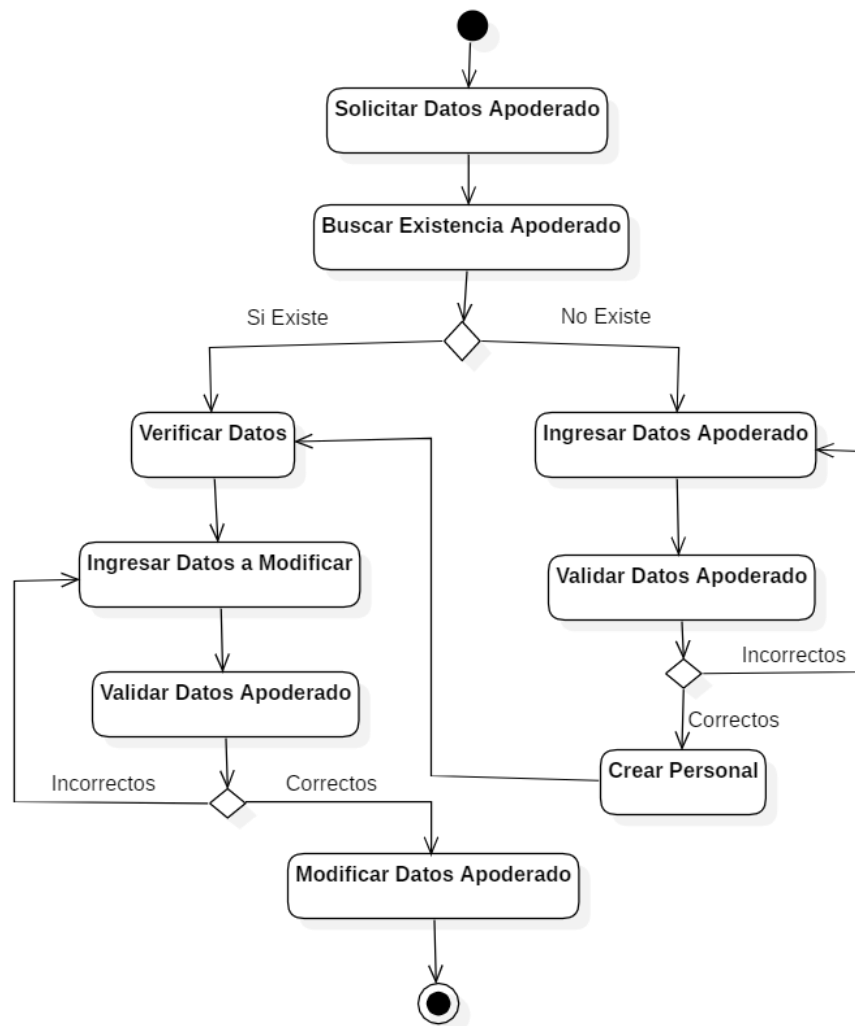 Solicitar Datos Apoderado
Buscar Existencia Apoderado
Si Existe
No Existe
Verificar Datos
Ingresar Datos Apoderado
Ingresar Datos a Modificar
Validar Datos Apoderado
Incorrectos
Validar Datos Apoderado
Correctos
Crear Personal
Incorrectos
Correctos
Modificar Datos Apoderado